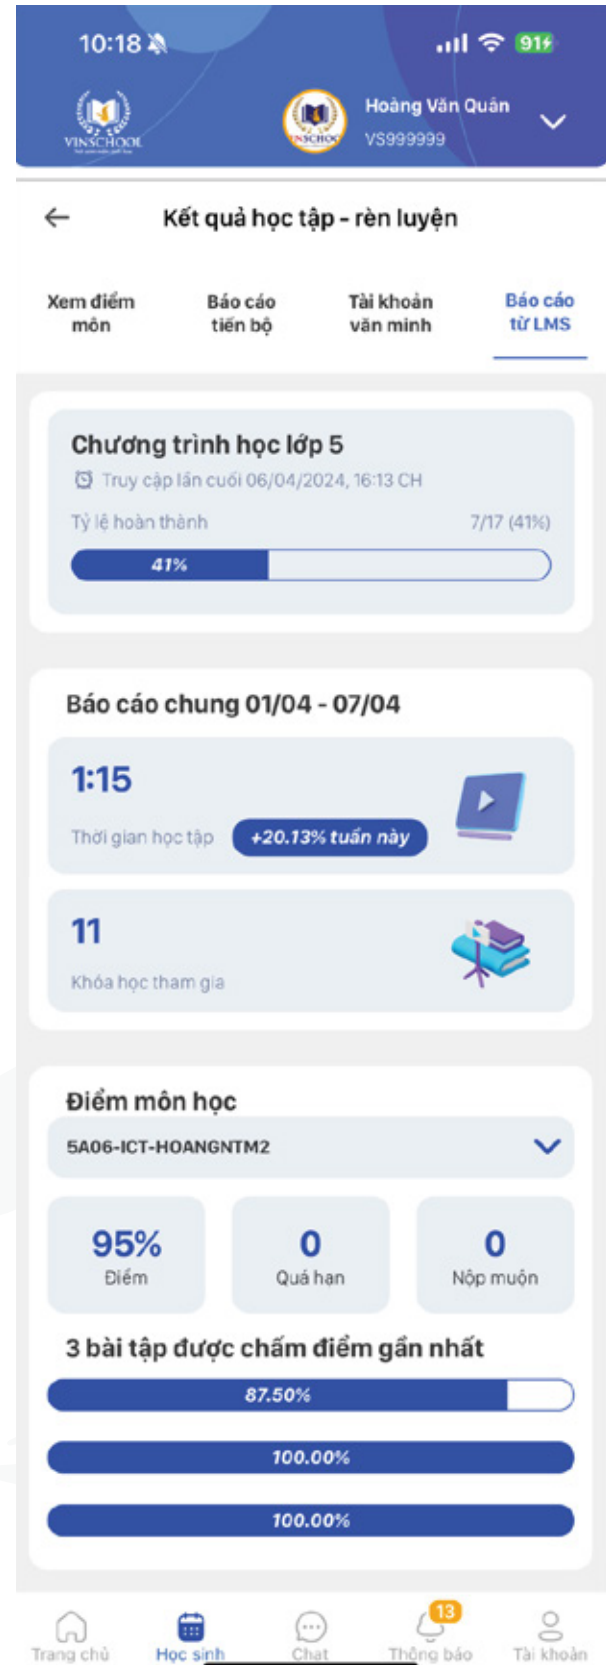 10:18
91
VINSCHOOL
Hoàng Văn Quân
VS999999
Kết quả học tập - rèn luyện
Xem điểm môn
Báo cáo tiến bộ
Tài khoản văn minh
Báo cáo từ LMS
Chương trình học lớp 5
Truy cập lần cuối 06/04/2024, 16:13 CH
Tỷ lệ hoàn thành
7/17 (41%)
41%
Báo cáo chung 01/04 - 07/04
1:15
Thời gian học tập
+20.13% tuần này
11
Khóa học tham gia
Điểm môn học
5A06-ICT-HOANGNTM2
95%
Điểm
0
Quá hạn
0
Nộp muộn
3 bài tập được chấm điểm gần nhất
87.50%
100.00%
100.00%
13
Trang chủ
Học sinh
Chat
Thông báo
Tài khoản